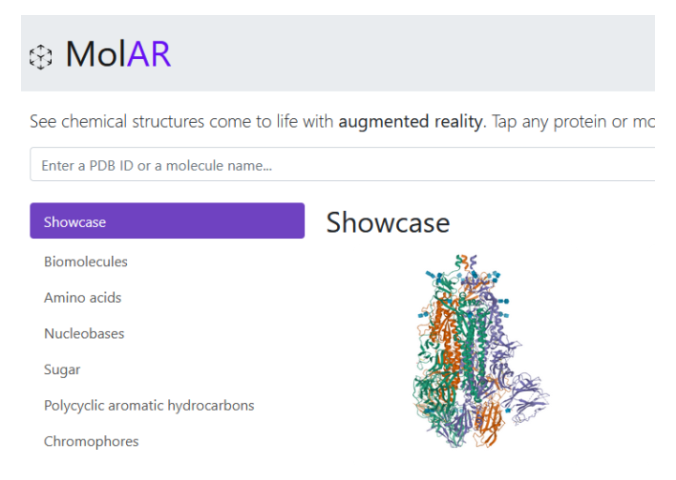 MolAR
See chemical structures come to life with augmented reality. Tap any protein or mo
Enter a PDB ID or a molecule name...
Showcase
Showcase
Biomolecules
Amino acids
Nucleobases
Sugar
Polycyclic aromatic hydrocarbons
Chromophores